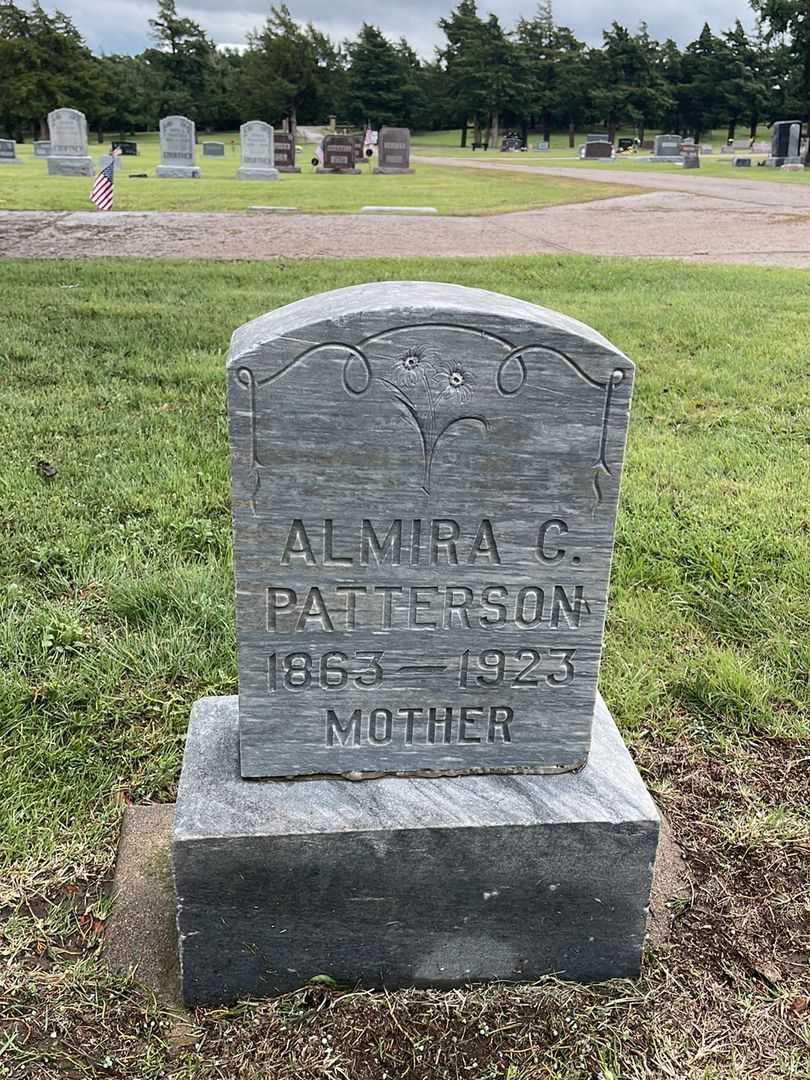 ALMIRA C.
PATTERSON
1863 — 1923
MOTHER